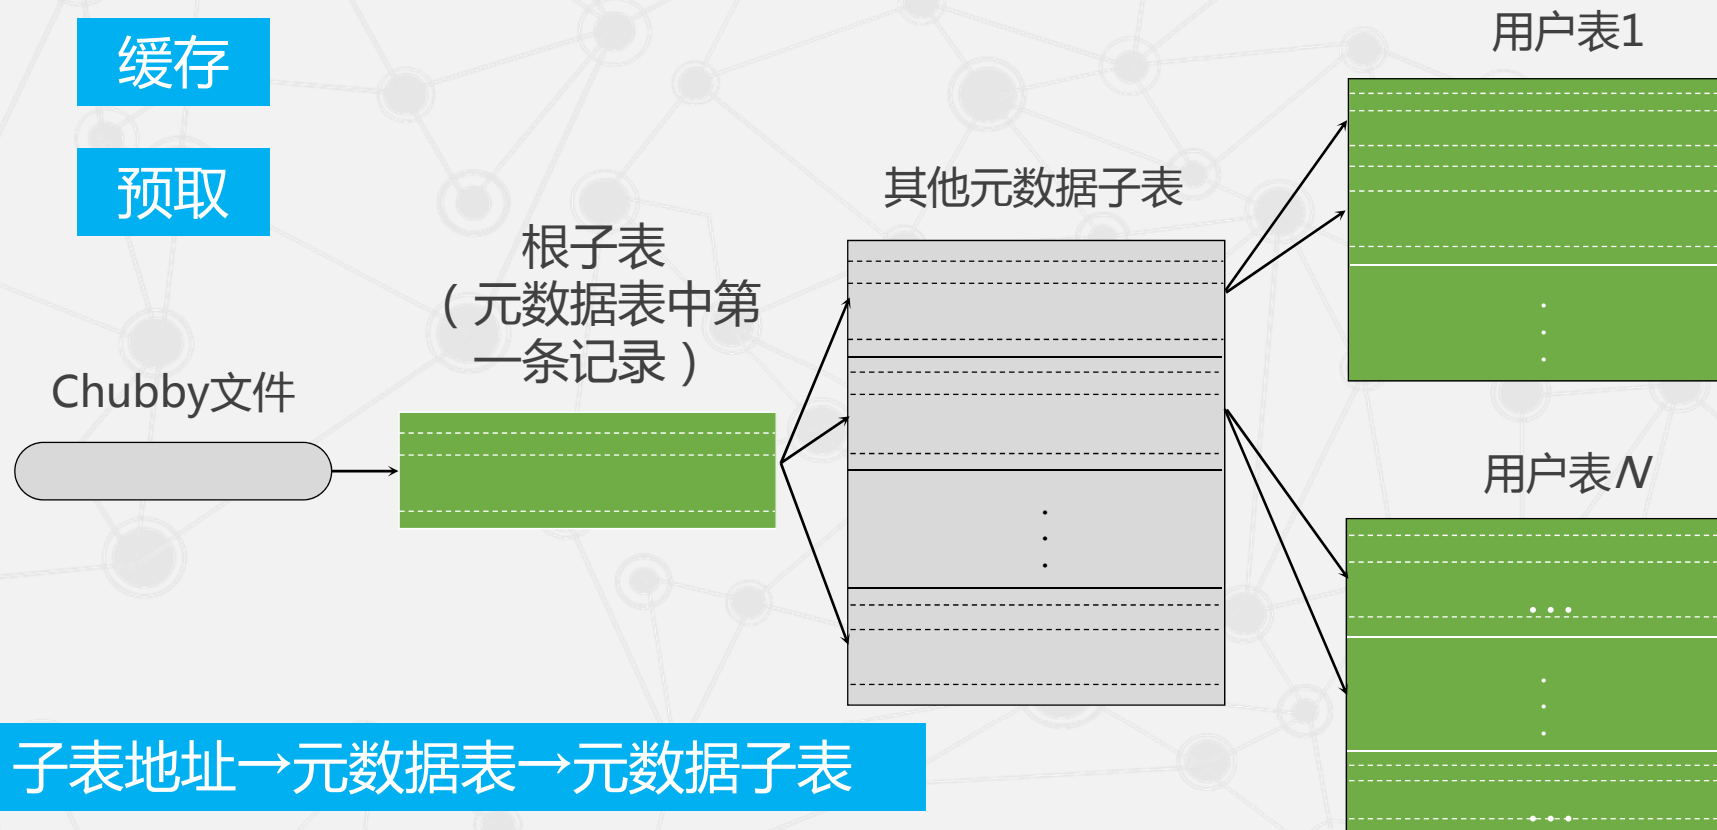 缓存
预取
Chubby文件
根子表
（元数据表中第
一条记录）
其他元数据子表
用户表1
用户表N
子表地址→元数据表→元数据子表